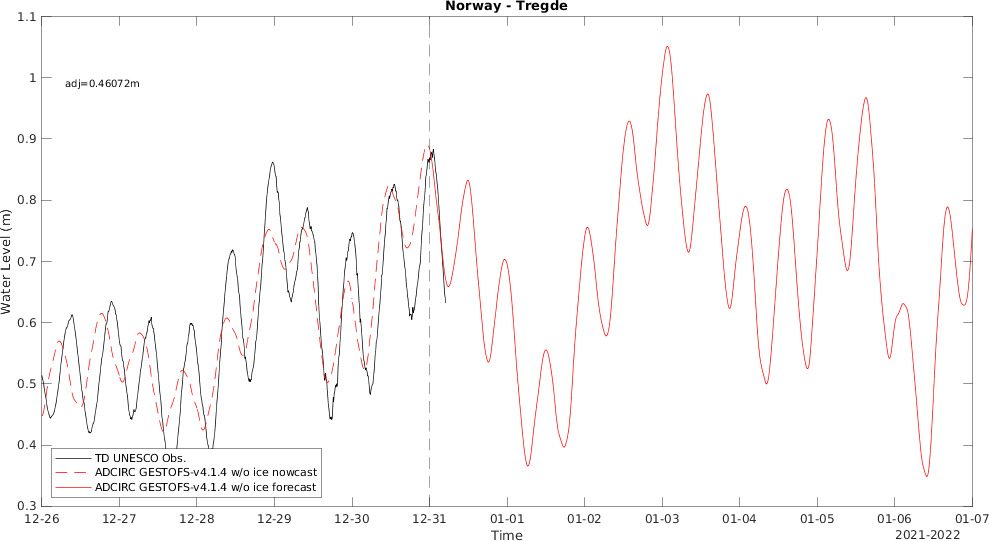 Norway - Tregde
1.1
1
0.9
0.8
0.7
0.6
0.5
0.4
0.3
Water Level (m)
adj=0.46072m
TD UNESCO Obs.
ADCIRC GESTOFS-v4.1.4 w/o ice nowcast
ADCIRC GESTOFS-v4.1.4 w/o ice forecast
12-26 12-27 12-28 12-29 12-30 12-31 01-01 01-02 01-03 01-04 01-05 01-06 01-07
Time
2021-2022